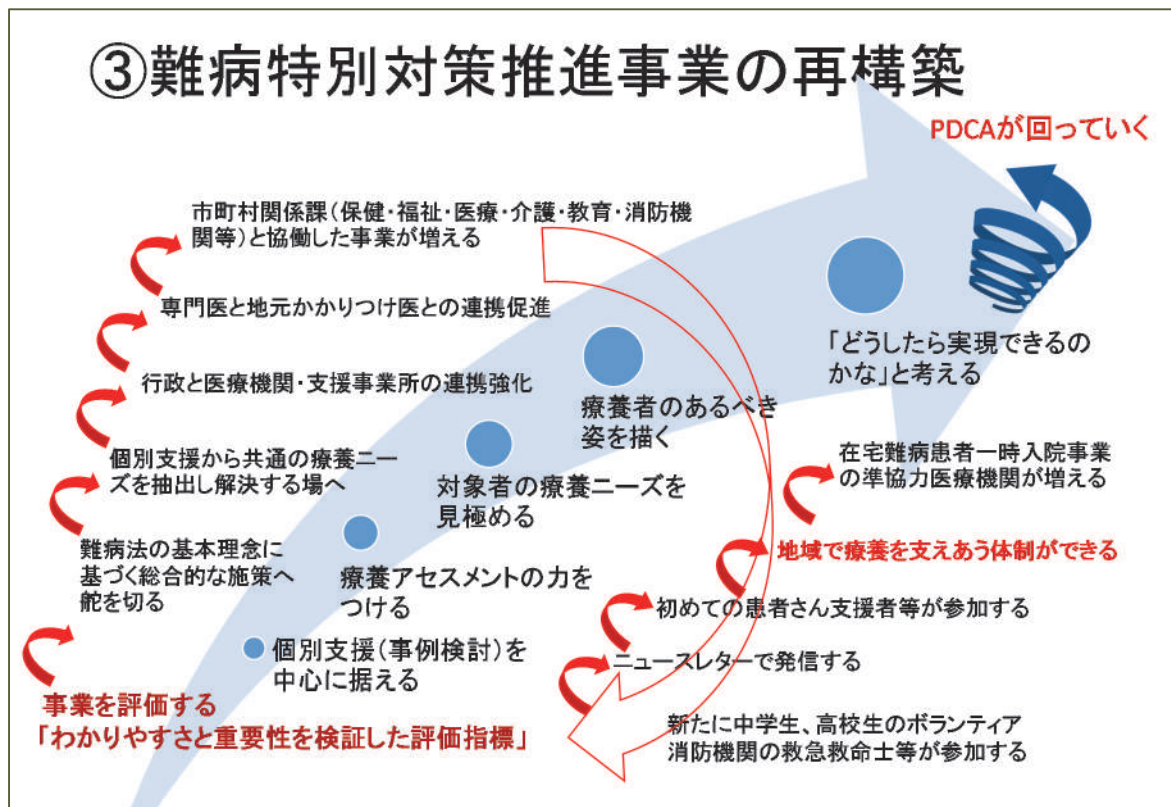 ③難病特別対策推進事業の再構築
PDCAが回っていく
市町村関係課(保健・福祉・医療・介護・教育・消防機
関等)と協働した事業が増える
専門医と地元かかりつけ医との連携促進
行政と医療機関・支援事業所の連携強化
個別支援から共通の療養ニー
ズを抽出し解決する場へ
難病法の基本理念に
基づく総合的な施策へ
舵を切る
事業を評価する
「わかりやすさと重要性を検証した評価指標」
個別支援(事例検討)を
中心に据える
療養アセスメントの力を
つける
対象者の療養ニーズを
見極める
療養者のあるべき
姿を描く
「どうしたら実現できるの
かな」と考える
在宅難病患者一時入院事業
の準協力医療機関が増える
地域で療養を支えあう体制ができる
初めての患者さん支援者等が参加する
ニュースレターで発信する
新たに中学生、高校生のボランティア
消防機関の救急救命士等が参加する